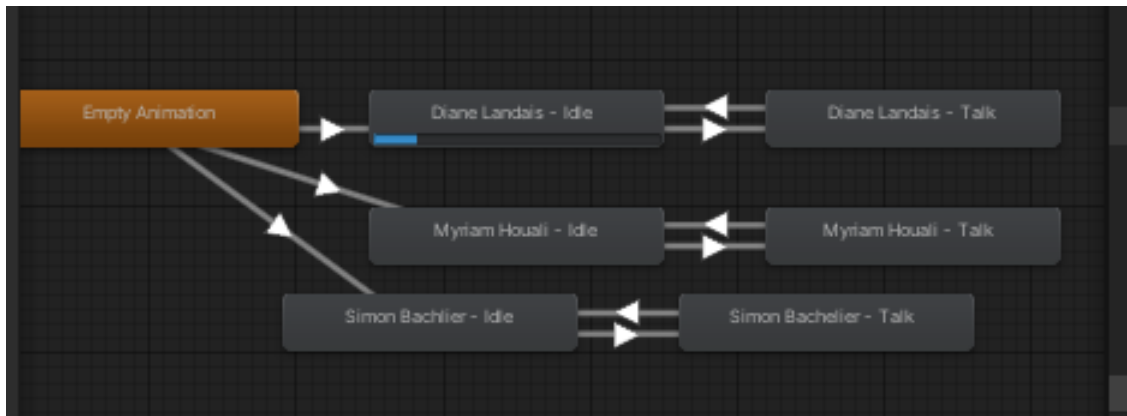 Empty Animation
Diane Landais - Idle
Diane Landais - Talk
Myriam Houali - Idle
Myriam Houali - Talk
Simon Bachlier - Idle
Simon Bachelier - Talk